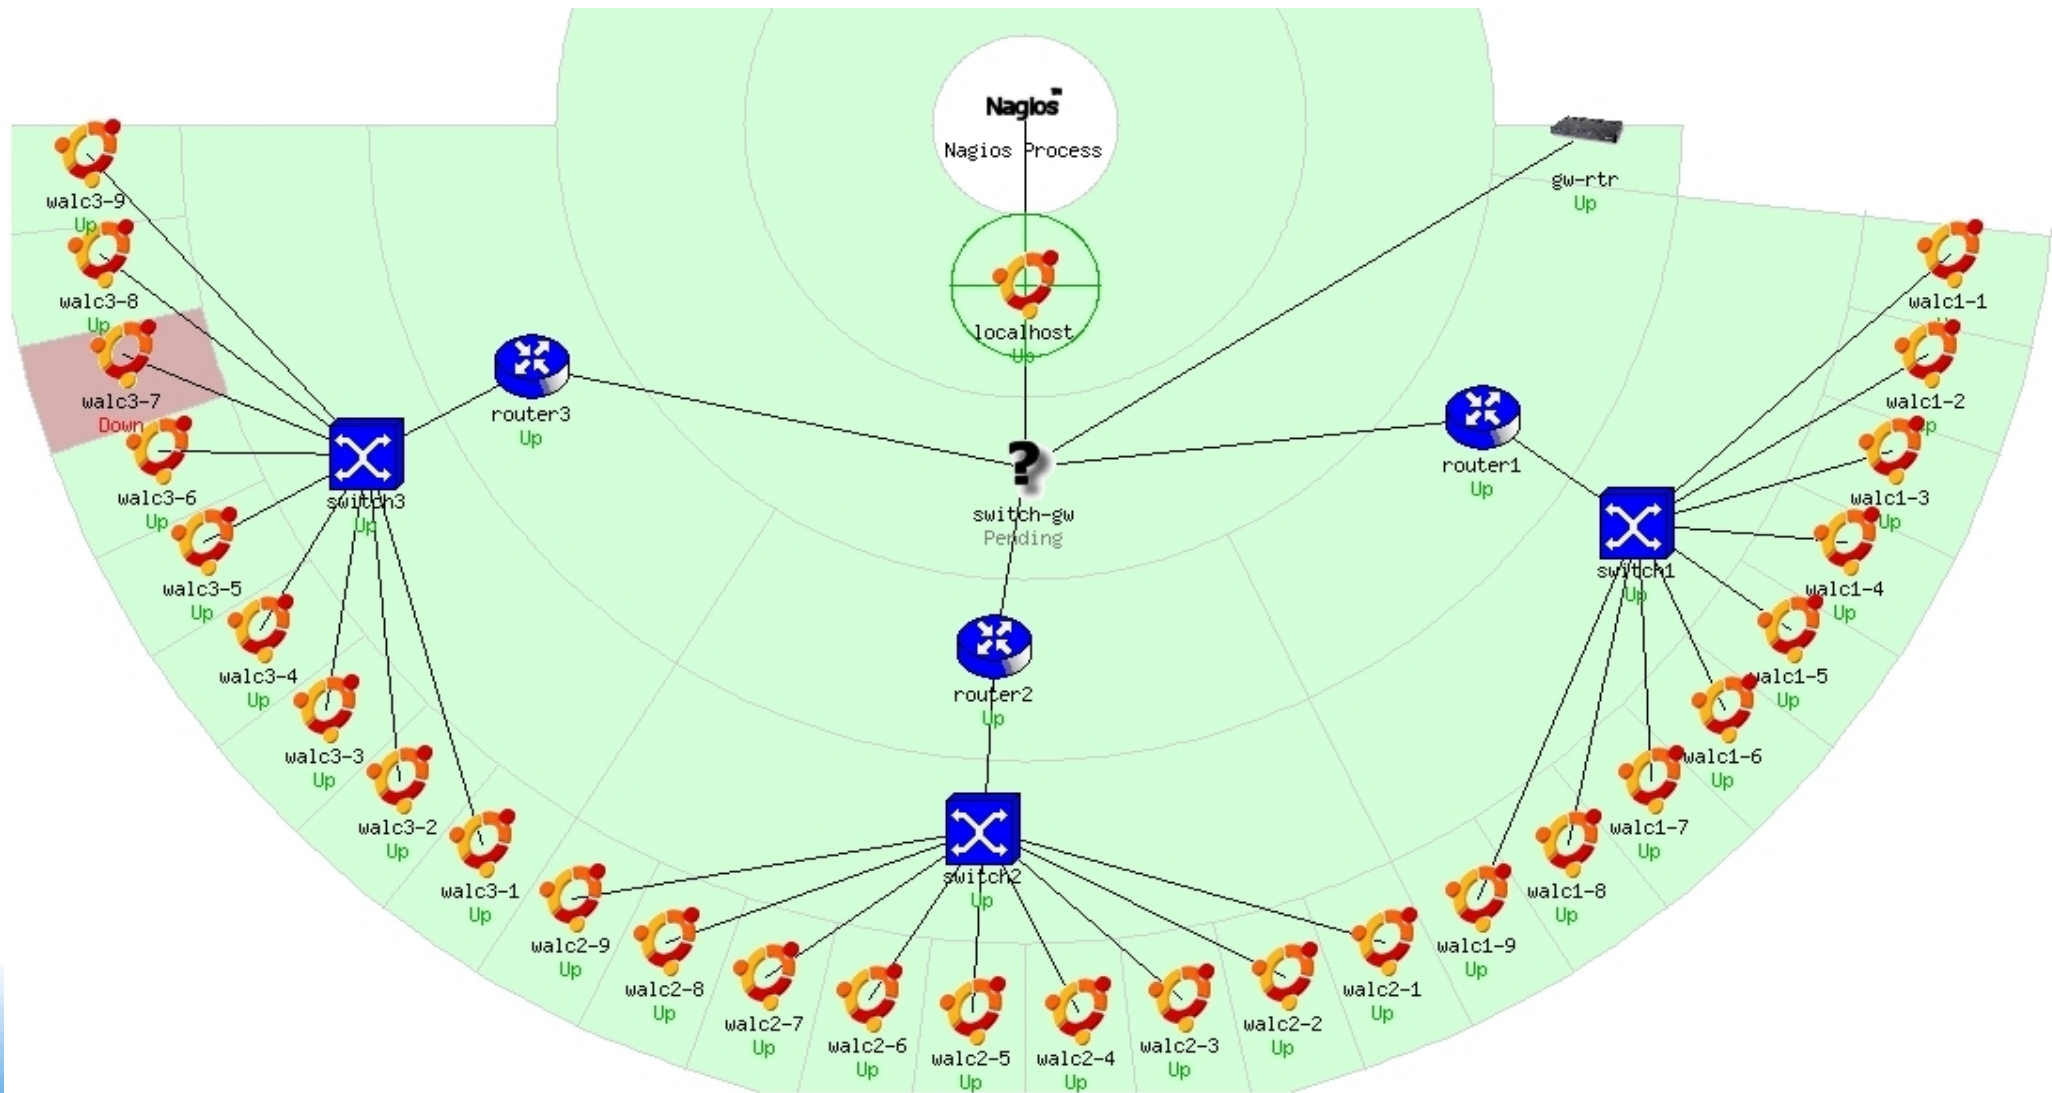 Nagios™
Nagios Process
localhost
Up
gw-rtr
Up
switch-gw
Pending
router3
Up
switch3
Up
walc3-9
Up
walc3-8
Up
walc3-7
Down
walc3-6
Up
walc3-5
Up
walc3-4
Up
walc3-3
Up
walc3-2
Up
walc3-1
Up
router2
Up
switch2
Up
walc2-9
Up
walc2-8
Up
walc2-7
Up
walc2-6
Up
walc2-5
Up
walc2-4
Up
walc2-3
Up
walc2-2
Up
walc2-1
Up
router1
Up
switch1
Up
walc1-1
walc1-2
walc1-3
Up
walc1-4
Up
walc1-5
Up
walc1-6
Up
walc1-7
Up
walc1-8
Up
walc1-9
Up